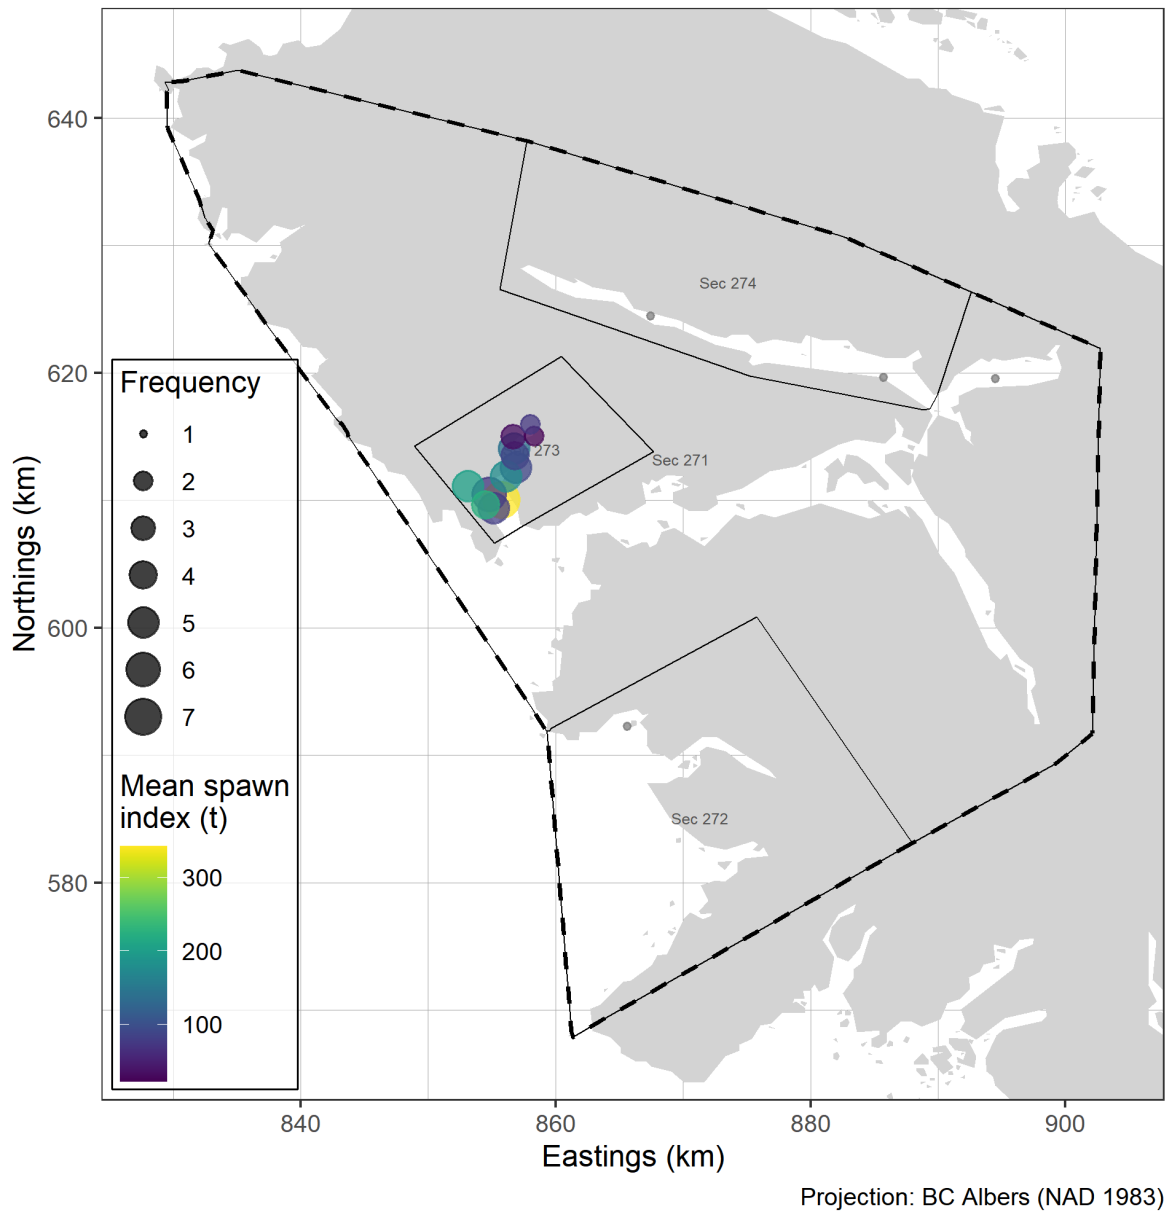 640
620
600
580
Northings (km)
Frequency
1
2
3
4
5
6
7
Mean spawn
index (t)
300
200
100
Sec 274
273
Sec 271
Sec 272
840
860
880
900
Eastings (km)
Projection: BC Albers (NAD 1983)